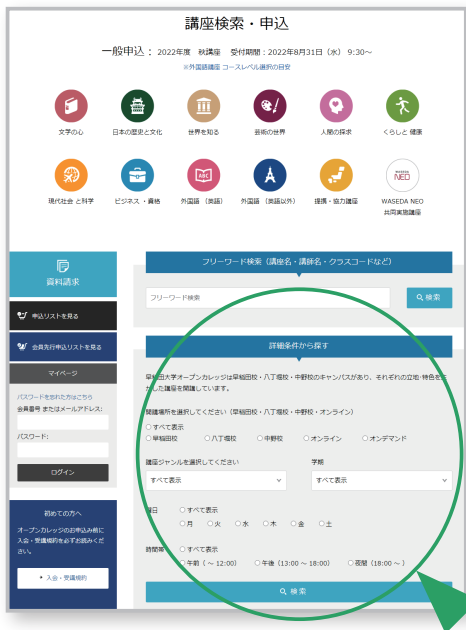 講座検索・申込
一般申込： 2022年度 秋講座 受付期間：2022年8月31日（水） 9:30～
※外国語講座 コースレベル選択の目安
文学の心 日本の歴史と文化 世界を知る 芸術の世界 人間の探求 くらしと 健康
ABC
WASEDA
NEO
現代社会 と科学 ビジネス ・資格 外国語 （英語） 外国語 （英語以外） 提携・協力講座 WASEDA NEO
共同実施講座
資料請求
申込リストを見る
会員先行申込リストを見る
マイページ
パスワードを忘れた方はこちら
会員番号 またはメールアドレス:
パスワード:
ログイン
初めての方へ
オープンカレッジのお申込み前に
入会・受講規約を必ずお読みくだ
さい。
入会・受講規約
フリーワード検索（講座名・講師名・クラスコードなど）
フリーワード検索 検索
詳細条件から探す
早稲田大学オープンカレッジは早稲田校・八丁堀校・中野校のキャンパスがあり、それぞれの立地･特色を生
かした講座を開講しています。
開講場所を選択してください（早稲田校・八丁堀校・中野校・オンライン）
すべて表示
早稲田校 八丁堀校 中野校 オンライン オンデマンド
講座ジャンルを選択してください 学期
すべて表示 すべて表示
曜日 すべて表示
月 火 水 木 金 土
時間帯 すべて表示
午前（ ～ 12:00） 午後（13:00 ～ 18:00） 夜間（18:00 ～ ）
検索